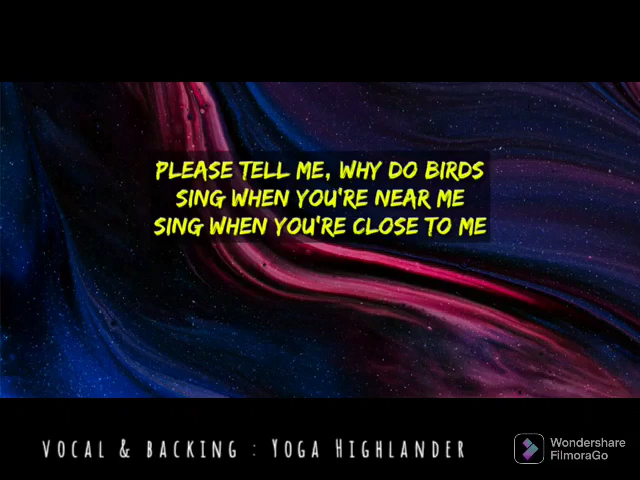 PLEASE TELL ME, WHY DO BIRDS
SING WHEN YOU'RE NEAR ME
SING WHEN YOU'RE CLOSE TO ME
VOCAL & BACKING : YOGA HIGHLANDER
Wondershare
FilmoraGo